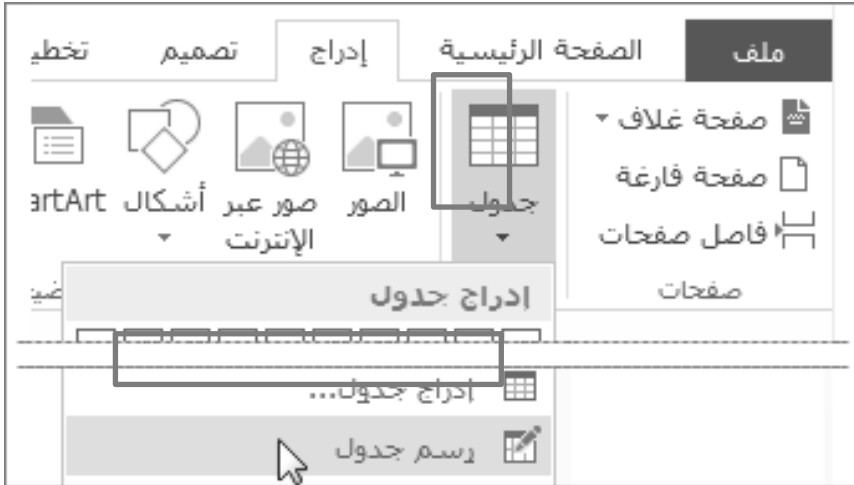 ملف الصفحة الرئيسية إدراج تصميم
صفحة غلاف
صفحة فارغة
فاصل صفحات
صفحات
جدول
الصور
صور عبر الإنترنت
أشكال
artArt
إدراج جدول
إدراج جدول...
رسم جدول